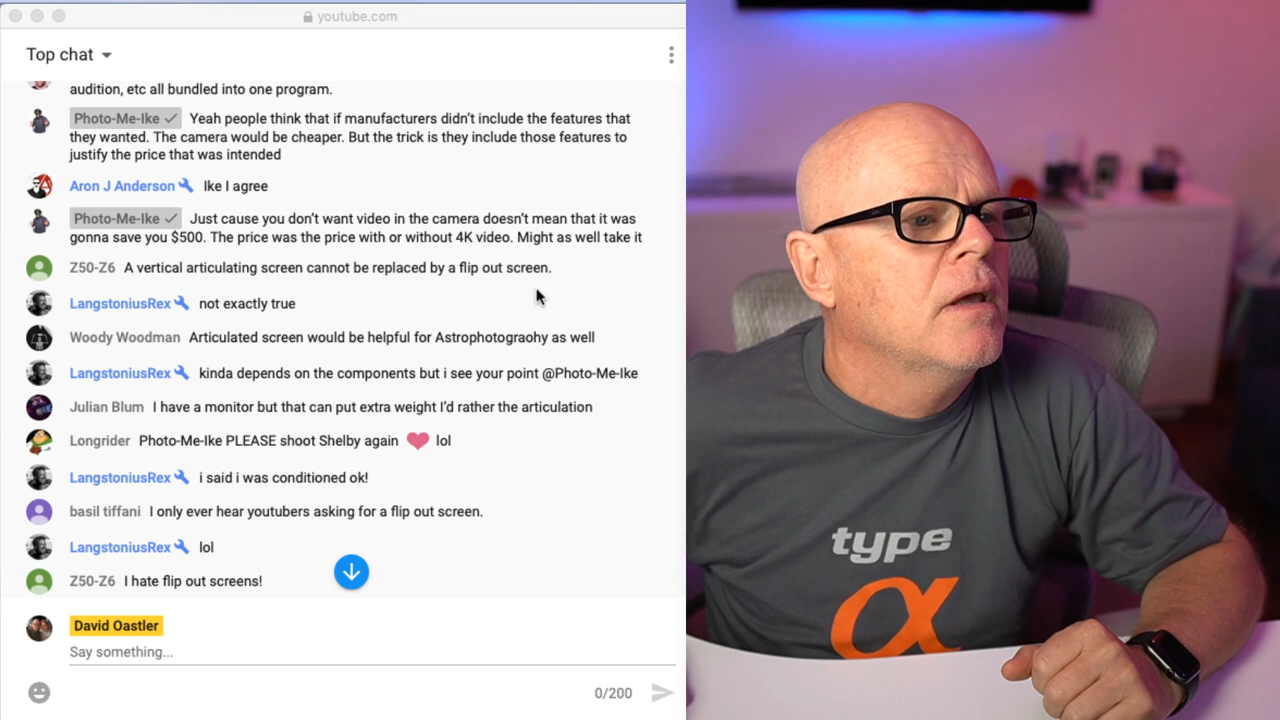 youtube.com
Top chat
audition, etc all bundled into one program.
Photo-Me-Ike Yeah people think that if manufacturers didn't include the features that
they wanted. The camera would be cheaper. But the trick is they include those features to
justify the price that was intended
Aron J Anderson Ike I agree
Photo-Me-Ike Just cause you don't want video in the camera doesn't mean that it was
gonna save you $500. The price was the price with or without 4K video. Might as well take it
Z50-Z6 A vertical articulating screen cannot be replaced by a flip out screen.
LangstoniusRex not exactly true
Woody Woodman Articulated screen would be helpful for Astrophotograohy as well
LangstoniusRex kinda depends on the components but i see your point @Photo-Me-Ike
Julian Blum I have a monitor but that can put extra weight I'd rather the articulation
Longrider Photo-Me-Ike PLEASE shoot Shelby again ❤ lol
LangstoniusRex i said i was conditioned ok!
basil tiffani I only ever hear youtubers asking for a flip out screen.
LangstoniusRex lol
Z50-Z6 I hate flip out screens!
David Oastler
Say something...
0/200
type
α